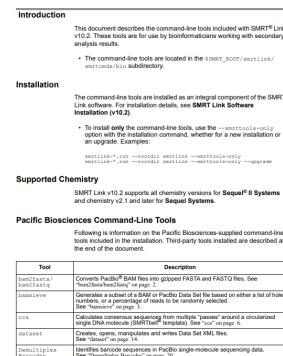 Introduction
This document describes the command-line tools included with SMRT® Link
v10.2. These tools are for use by bioinformaticians working with secondary
analysis results.
• The command-line tools are located in the $SMRT_ROOT/smrtlink/
smrtcmds/bin subdirectory.
Installation
The command-line tools are installed as an integral component of the SMRT
Link software. For installation details, see SMRT Link Software
Installation (v10.2).
• To install only the command-line tools, use the --smrttools-only
option with the installation command, whether for a new installation or
an upgrade. Examples:
smrtlink-*.run --rootdir smrtlink --smrttools-only
smrtlink-*.run --rootdir smrtlink --smrttools-only --upgrade
Supported Chemistry
SMRT Link v10.2 supports all chemistry versions for Sequel® II Systems
and chemistry v2.1 and later for Sequel Systems.
Pacific Biosciences Command-Line Tools
Following is information on the Pacific Biosciences-supplied command-line
tools included in the installation. Third-party tools installed are described at
the end of the document.
Tool Description
bam2fasta/ Converts PacBio® BAM files into gzipped FASTA and FASTQ files. See
bam2fastq "bam2fasta/bam2fastq" on page 2.
bamsieve Generates a subset of a BAM or PacBio Data Set file based on either a list of hole
numbers, or a percentage of reads to be randomly selected.
See "bamsieve" on page 3.
ccs Calculates consensus sequences from multiple "passes" around a circularized
single DNA molecule (SMRTbell® template). See "ccs" on page 6.
dataset Creates, opens, manipulates and writes Data Set XML files.
See "dataset" on page 14.
Demultiplex Identifies barcode sequences in PacBio single-molecule sequencing data.